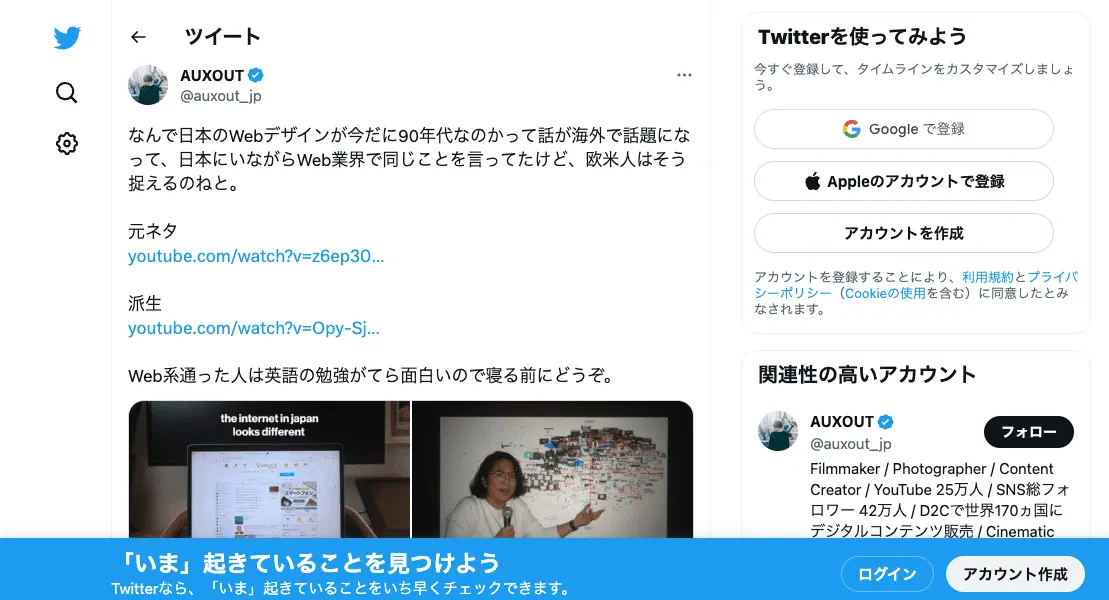 ツイート
AUXOUT
@auxout_jp
なんで日本のWebデザインが今だに90年代なのかって話が海外で話題にな
って、日本にいながらWeb業界で同じことを言ってたけど、欧米人はそう
捉えるのねと。
元ネタ
youtube.com/watch?v=z6ep30...
派生
youtube.com/watch?v=Opy-Sj...
Web系通った人は英語の勉強がてら面白いので寝る前にどうぞ。
the internet in japan
looks different
Twitterを使ってみよう
今すぐ登録して、タイムラインをカスタマイズしましょ
う。
Google で登録
Appleのアカウントで登録
アカウントを作成
アカウントを登録することにより、利用規約とプライバ
シーポリシー（Cookieの使用を含む）に同意したとみ
なされます。
関連性の高いアカウント
AUXOUT
@auxout_jp
フォロー
Filmmaker / Photographer / Content
Creator / YouTube 25万人 / SNS総フォ
ロワー 42万人 / D2Cで世界170ヵ国に
デジタルコンテンツ販売 / Cinematic
「いま」起きていることを見つけよう
Twitterなら、「いま」起きていることをいち早くチェックできます。
ログイン
アカウント作成